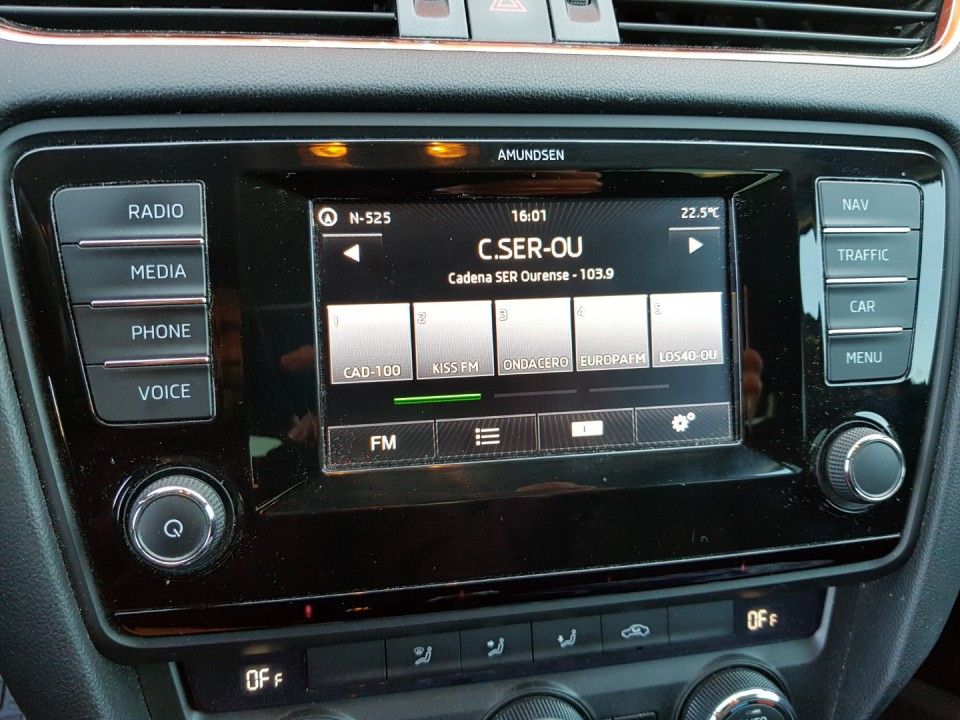 AMUNDSEN
RADIO
MEDIA
PHONE
VOICE
A N-525 16:01 22.5°C
C.SER-OU
Cadena SER Ourense - 103.9
1 2 3 4 5
CAD-100 KISS FM ONDACERO EUROPAFM LOS40-OU
FM
NAV
TRAFFIC
CAR
MENU
OFF
OFF